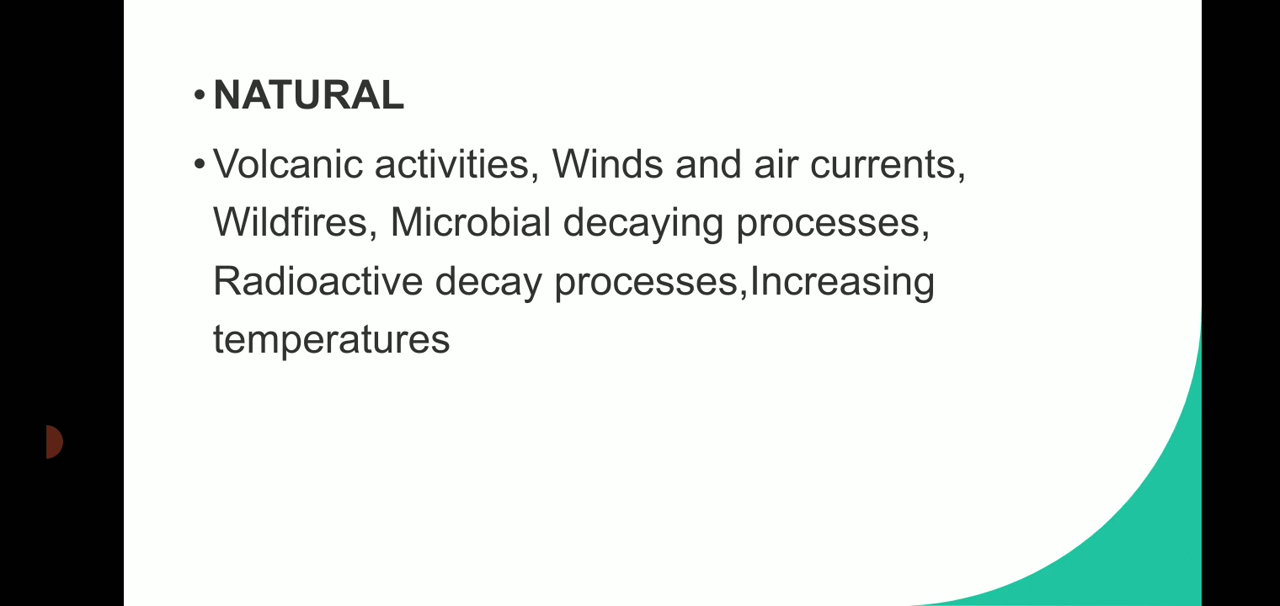 • NATURAL
• Volcanic activities, Winds and air currents,
Wildfires, Microbial decaying processes,
Radioactive decay processes,Increasing
temperatures